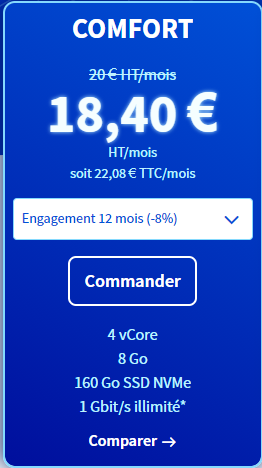 COMFORT
20 € HT/mois
18,40 €
HT/mois
soit 22,08 € TTC/mois
Engagement 12 mois (-8%)
Commander
4 vCore
8 Go
160 Go SSD NVMe
1 Gbit/s illimité*
Comparer →